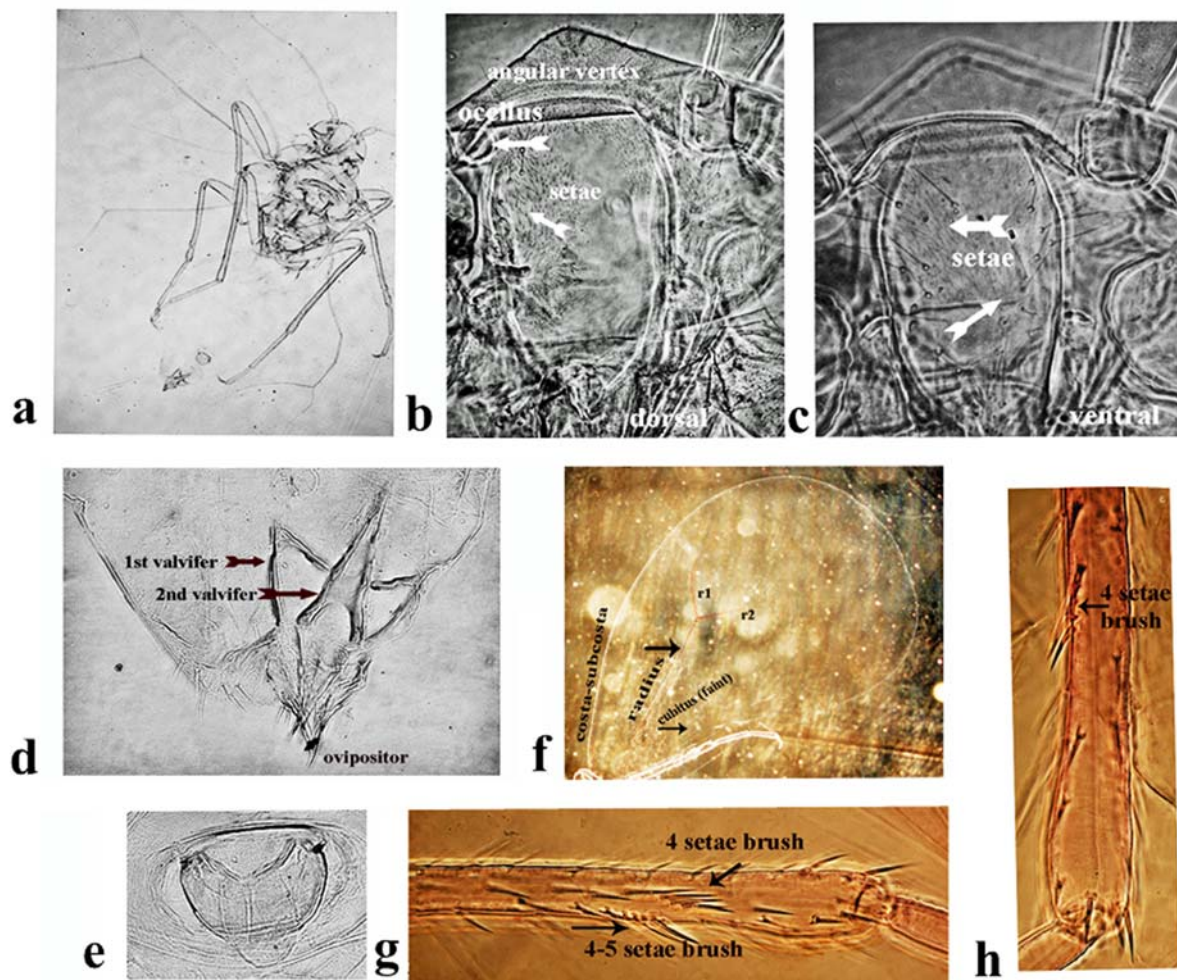 a
angular vertex
ocellus
setae
dorsal
b
setae
ventral
c
1st valvifer
2nd valvifer
ovipositor
d
costa-subcosta
radius
cubitus (faint)
r1
r2
f
4 setae
brush
h
e
4 setae brush
4-5 setae brush
g